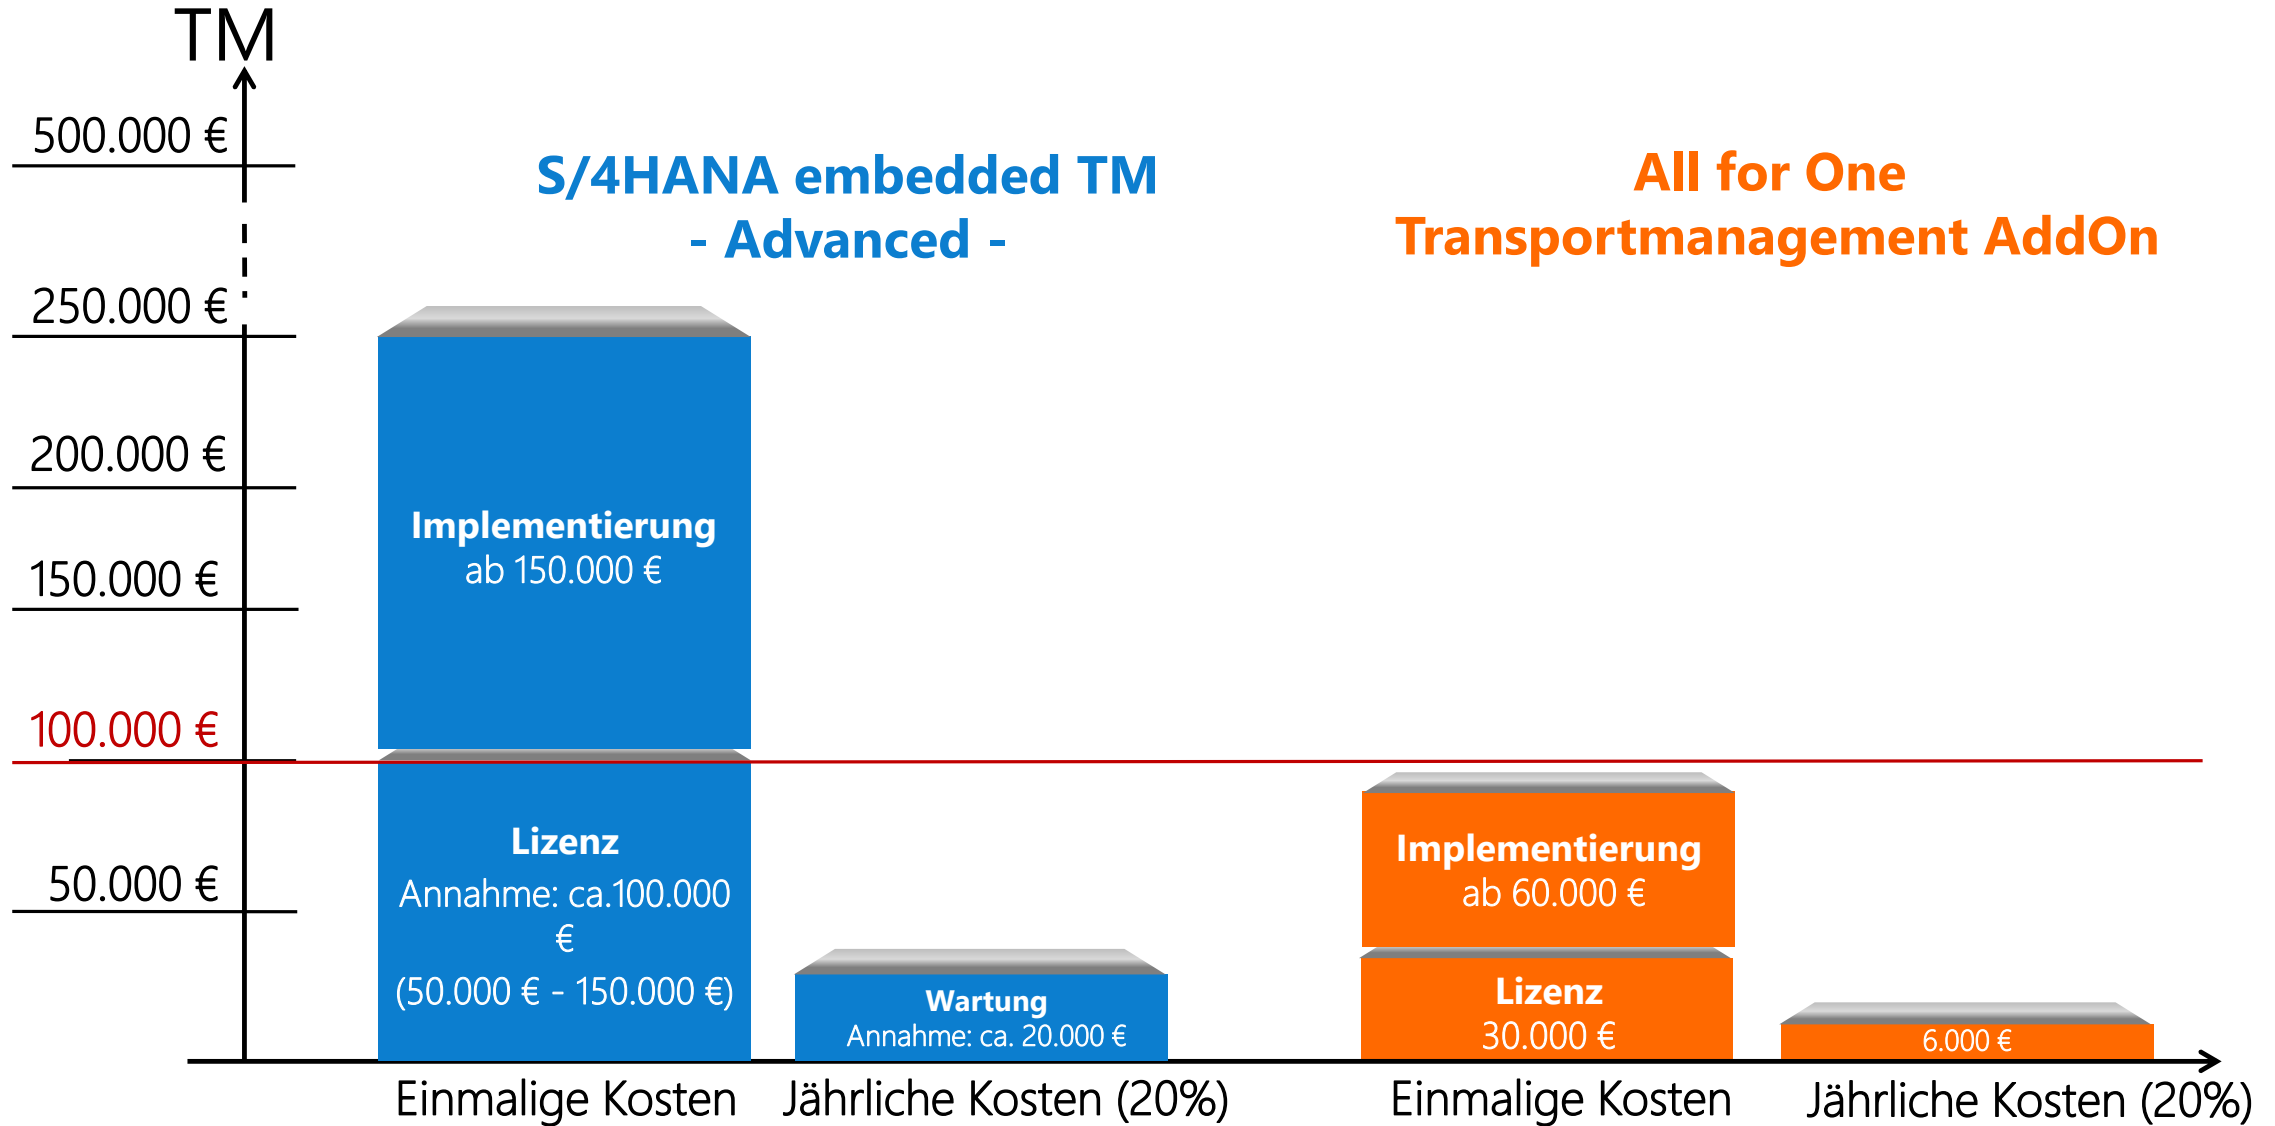 TM
500.000 €
250.000 €
200.000 €
150.000 €
100.000 €
50.000 €
S/4HANA embedded TM
- Advanced -
Implementierung
ab 150.000 €
Lizenz
Annahme: ca.100.000
€
(50.000 € - 150.000 €)
Wartung
Annahme: ca. 20.000 €
Einmalige Kosten
Jährliche Kosten (20%)
All for One
Transportmanagement AddOn
Implementierung
ab 60.000 €
Lizenz
30.000 €
6.000 €
Einmalige Kosten
Jährliche Kosten (20%)